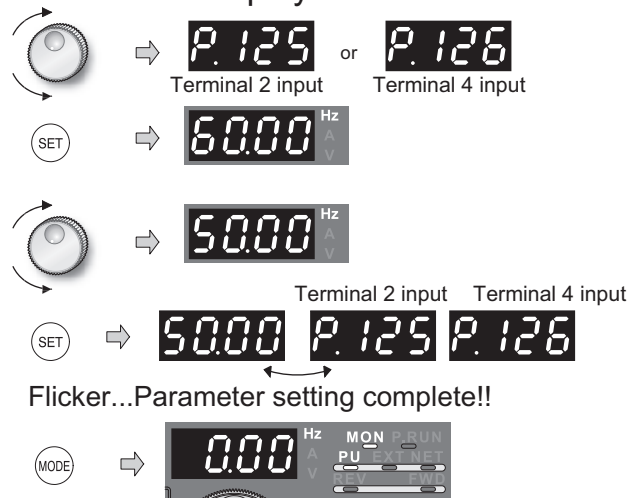 P. 125 or P. 126
Terminal 2 input Terminal 4 input
SET 60.00 Hz
A
V
50.00 Hz
A
V
Terminal 2 input Terminal 4 input
SET 50.00 P. 125 P. 126
Flicker...Parameter setting complete!!
MODE 0.00 Hz MON P.RUN
A PU EXT NET
V REV FWD